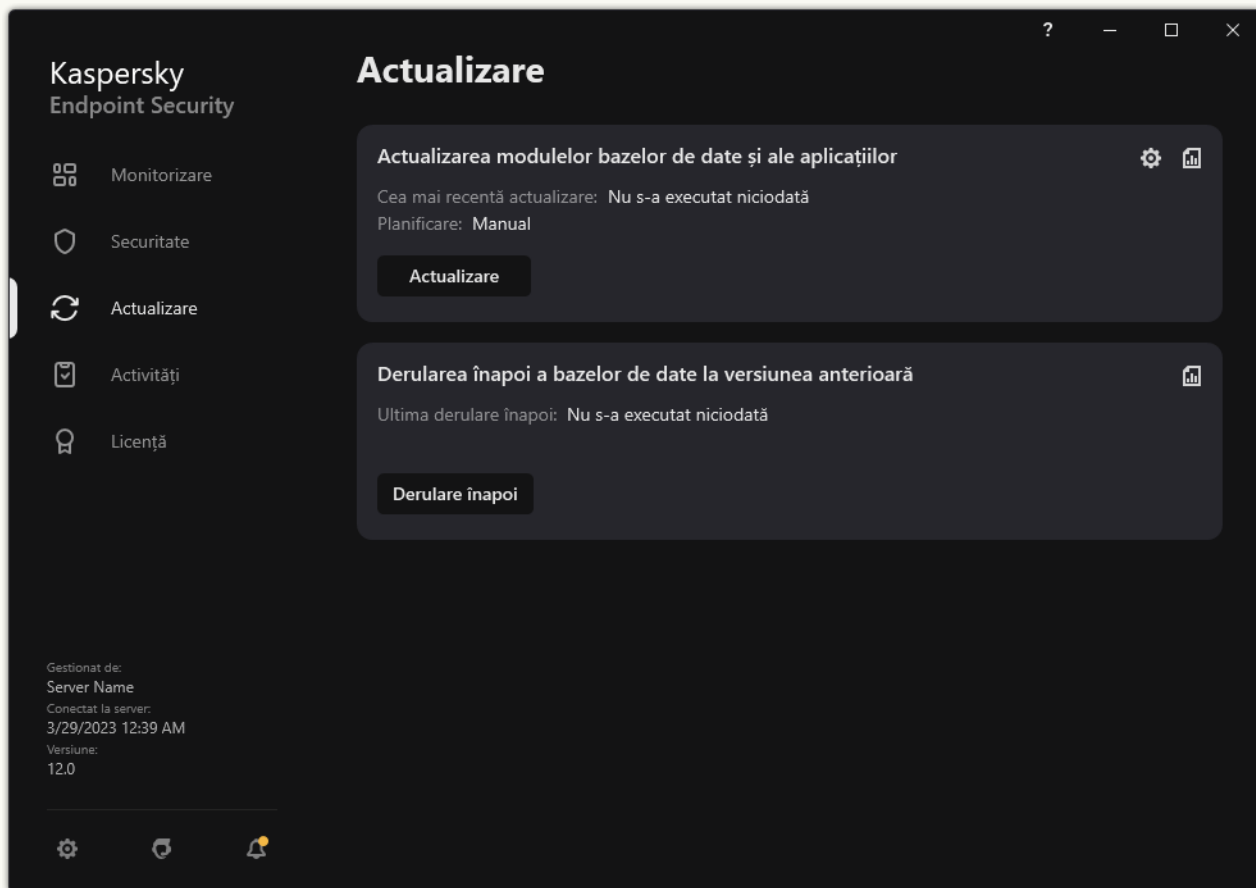 ?
Kaspersky
Endpoint Security
Monitorizare
Securitate
Actualizare
Activități
Licență
Gestionat de:
Server Name
Conectat la server:
3/29/2023 12:39 AM
Versiune:
12.0
Actualizare
Actualizarea modulelor bazelor de date și ale aplicațiilor
Cea mai recentă actualizare: Nu s-a executat niciodată
Planificare: Manual
Actualizare
Derularea înapoi a bazelor de date la versiunea anterioară
Ultima derulare înapoi: Nu s-a executat niciodată
Derulare înapoi